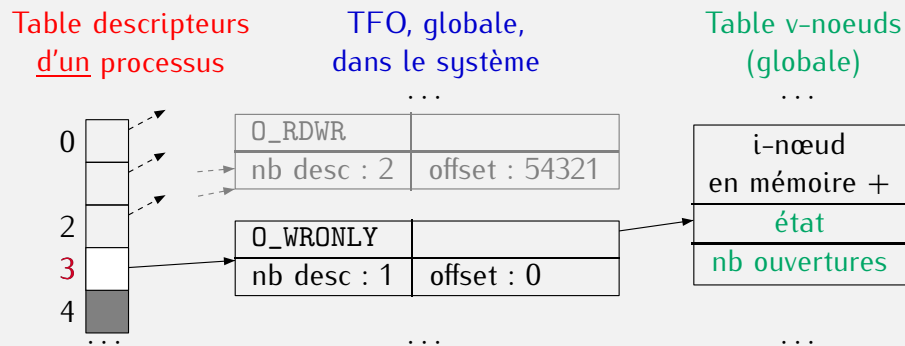 Table descripteurs
d'un processus
TFO, globale,
dans le système
Table v-noeuds
(globale)
. . .
. . .
0
2
3
4
. . .
O_RDWR
nb desc : 2 offset : 54321
O_WRONLY
nb desc : 1 offset : 0
. . .
i-nœud
en mémoire +
état
nb ouvertures
. . .